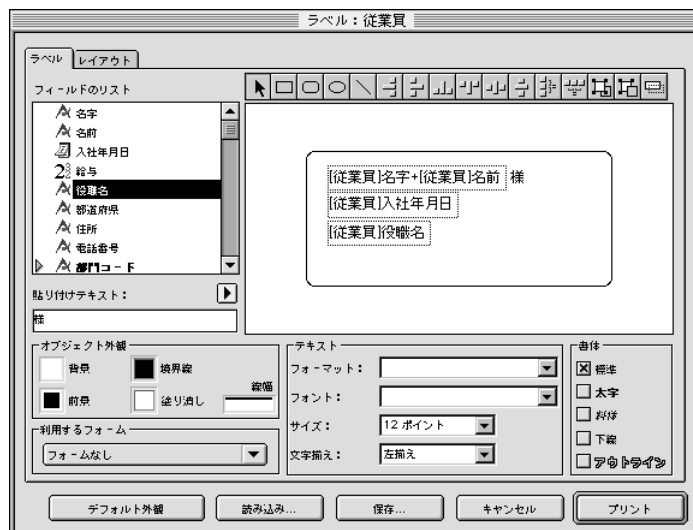 ラベル：従業員
ラベル
レイアウト
フィールドのリスト
名字
名前
入社年月日
給与
役職名
都道府県
住所
電話番号
部門コード
貼り付けテキスト：
様
[従業員]名字+[従業員]名前 様
[従業員]入社年月日
[従業員]役職名
オブジェクト外観
背景
境界線
前景
塗り潰し
線幅
利用するフォーム
フォームなし
テキスト
フォーマット：
フォント：
サイズ：
12 ポイント
文字揃え：
左揃え
書体
標準
太字
斜体
下線
アウトライン
デフォルト外観
読み込み...
保存...
キャンセル
プリント